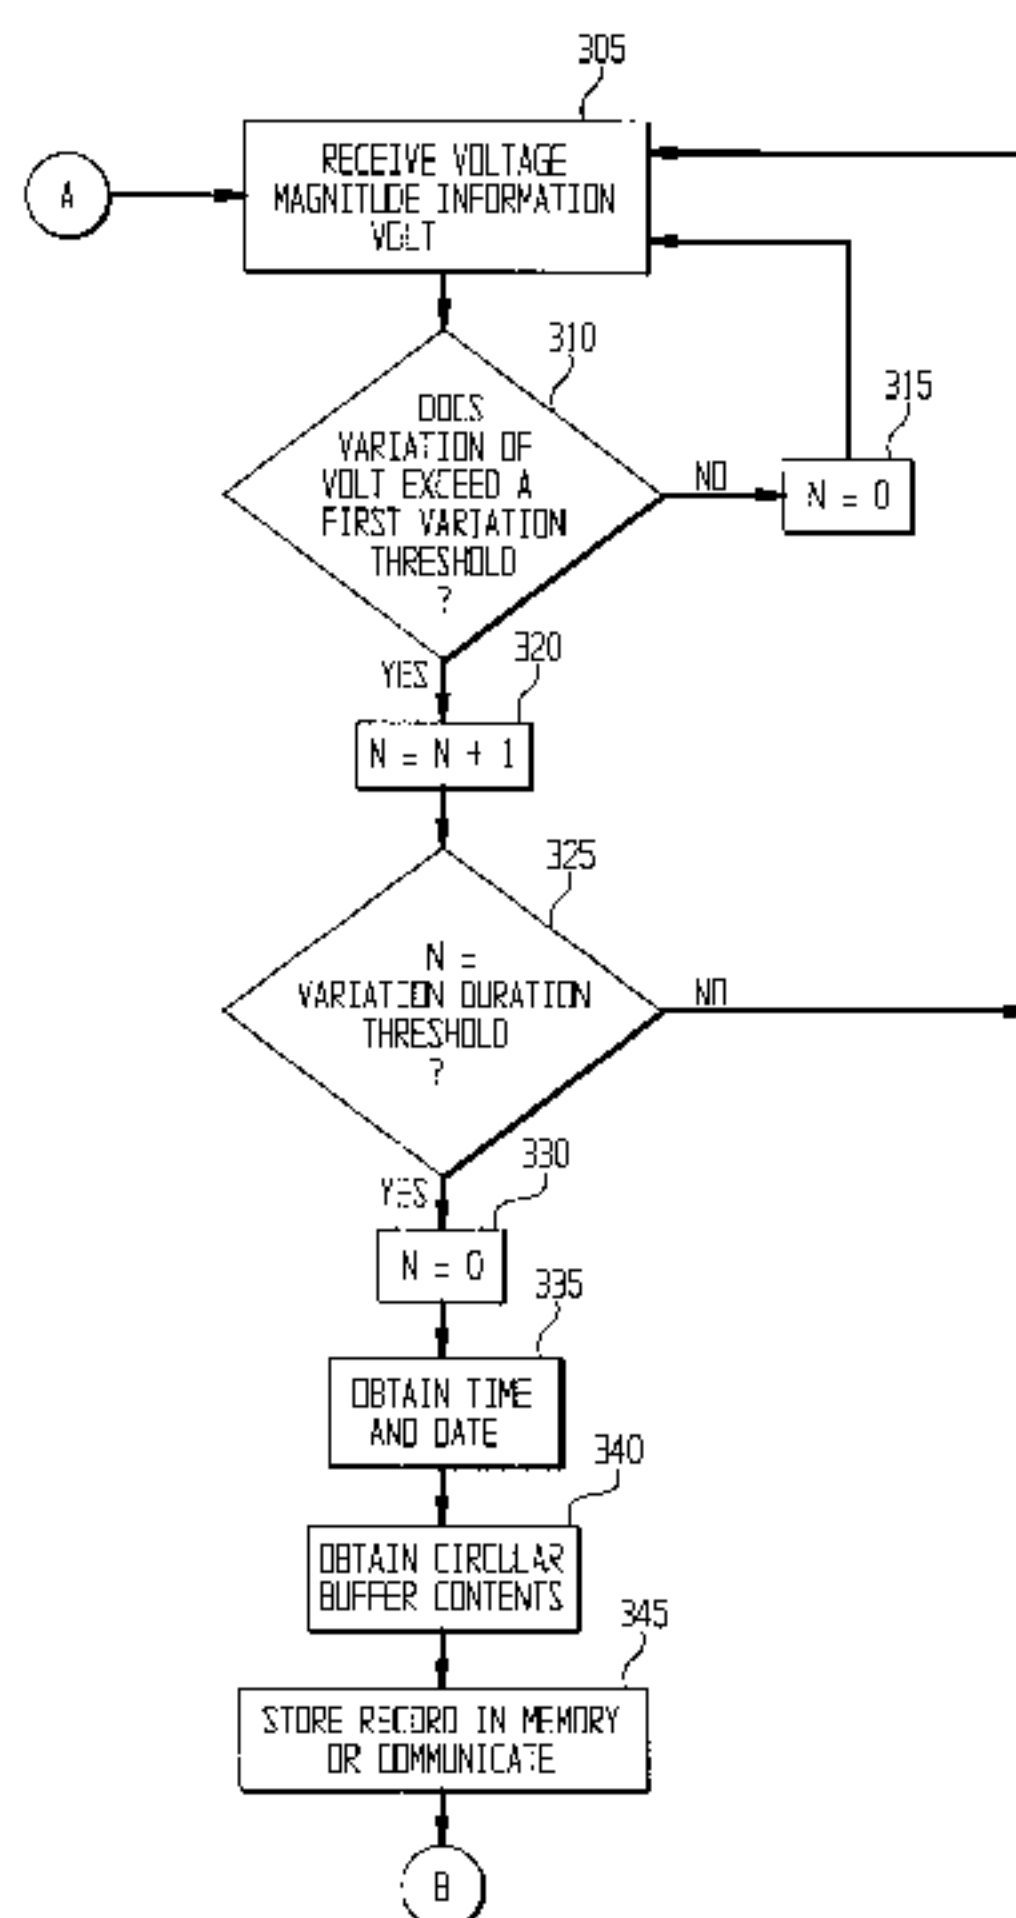 305
A
RECEIVE VOLTAGE
MAGNITUDE INFORMATION
VOLT
310
315
DOES
VARIATION OF
VOLT EXCEED A
FIRST VARIATION
THRESHOLD
?
NO
N = 0
320
YES
N = N + 1
325
N =
VARIATION DURATION
THRESHOLD
?
NO
330
YES
N = 0
335
OBTAIN TIME
AND DATE
340
OBTAIN CIRCULAR
BUFFER CONTENTS
345
STORE RECORD IN MEMORY
OR COMMUNICATE
B